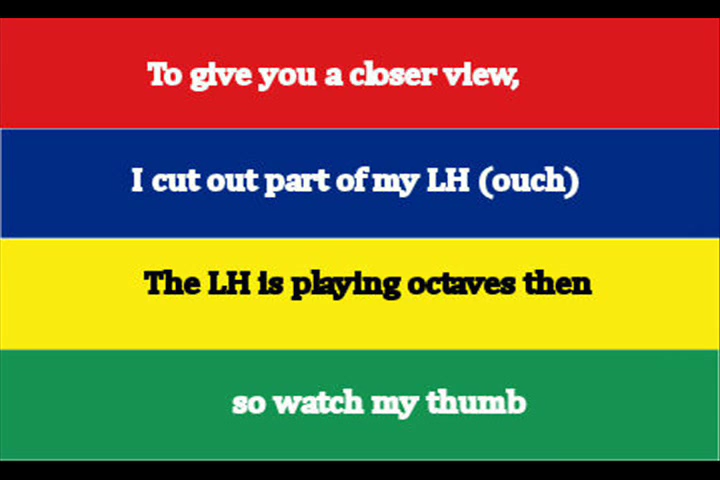 To give you a closer view,
I cut out part of my LH (ouch)
The LH is playing octaves then
so watch my thumb